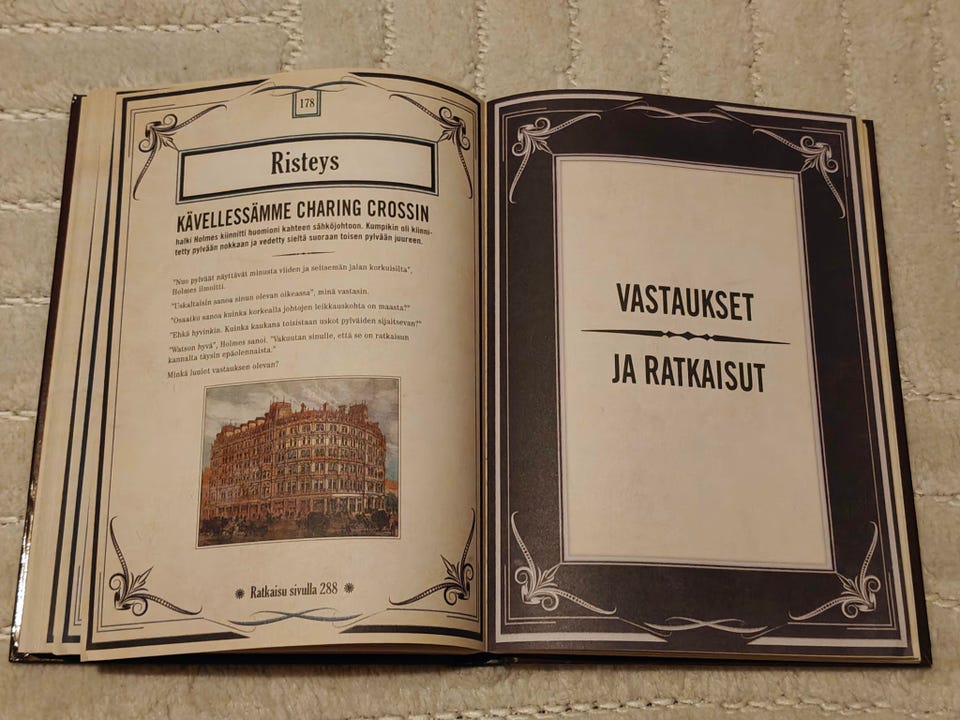 178
Risteys
KÄVELLESSÄMME CHARING CROSSIN
halki Holmes kiinnitti huomioni kahteen sähköjohtoon. Kumpikin oli kiinni-
tetty pylvään nokkaan ja vedetty sieltä suoraan toisen pylvään juureen.
"Nuo pylväät näyttävät minusta viiden ja seitsemän jalan korkuisilta",
Holmes ilmoitti.
"Uskaltaisin sanoa sinun olevan oikeassa", minä vastasin.
"Osaatko sanoa kuinka korkealla johtojen leikkauskohta on maasta?"
"Ehkä hyvinkin. Kuinka kaukana toisistaan uskot pylväiden sijaitsevan?"
"Watson hyvä", Holmes sanoi. "Vakuutan sinulle, että se on ratkaisun
kannalta täysin epäolennaista."
Minkä luulet vastauksen olevan?
Ratkaisu sivulla 288
VASTAUKSET
JA RATKAISUT